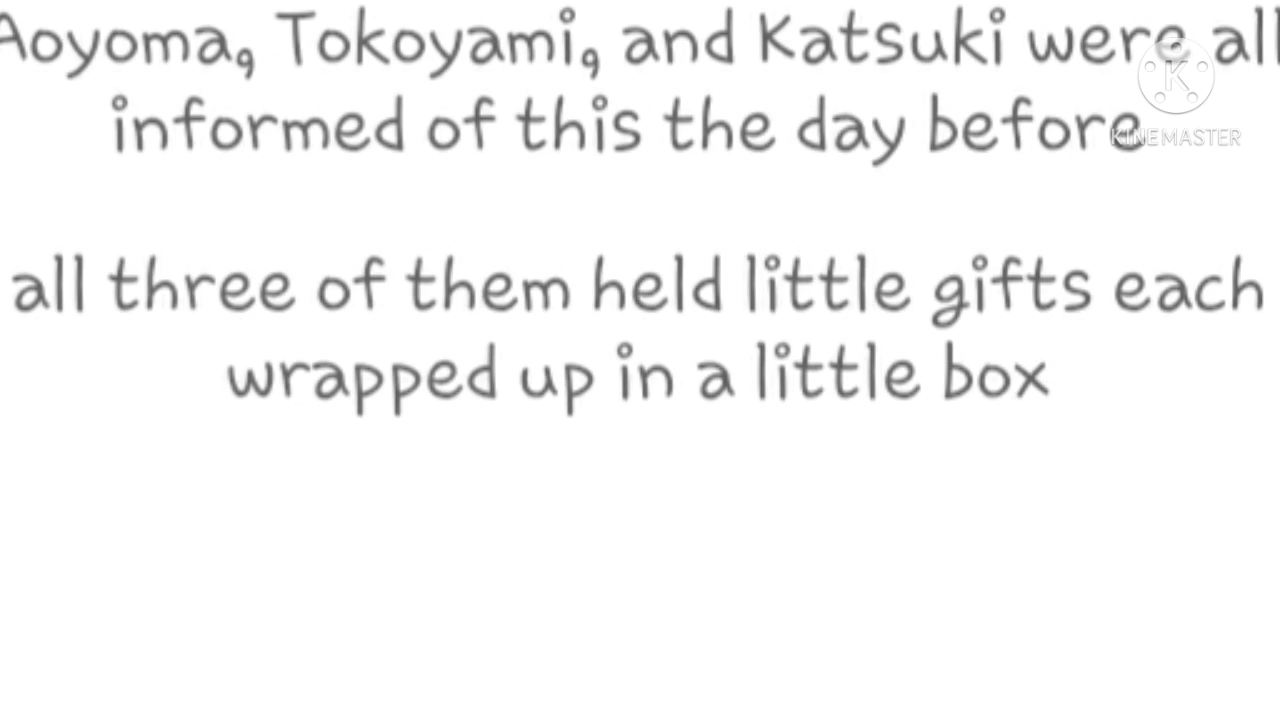 Aoyoma, Tokoyami, and Katsuki were all
informed of this the day before
KINEMASTER
all three of them held little gifts each
wrapped up in a little box